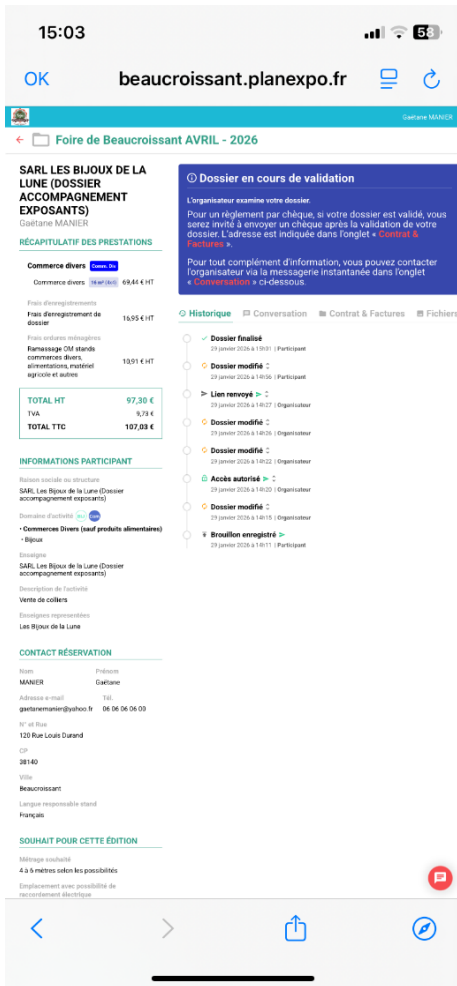 15:03
58
OK
beaucroissant.planexpo.fr
Gaëtane MANIER
Foire de Beaucroissant AVRIL - 2026
SARL LES BIJOUX DE LA
LUNE (DOSSIER
ACCOMPAGNEMENT
EXPOSANTS)
Gaëtane MANIER
RÉCAPITULATIF DES PRESTATIONS
Commerce divers Comm. Div
Commerce divers 16 m² (4x4) 69,44 € HT
Frais d'enregistrements
Frais d'enregistrement de
dossier
16,95 € HT
Frais ordures ménagères
Ramassage OM stands
commerces divers,
alimentations, matériel
agricole et autres
10,91 € HT
TOTAL HT 97,30 €
TVA 9,73 €
TOTAL TTC 107,03 €
INFORMATIONS PARTICIPANT
Raison sociale ou structure
SARL Les Bijoux de la Lune (Dossier
accompagnement exposants)
Domaine d'activité
• Commerces Divers (sauf produits alimentaires)
• Bijoux
Enseigne
SARL Les Bijoux de la Lune (Dossier
accompagnement exposants)
Description de l'activité
Vente de colliers
Enseignes représentées
Les Bijoux de la Lune
CONTACT RÉSERVATION
Nom Prénom
MANIER Gaëtane
Adresse e-mail Tél.
gaetanemanier@yahoo.fr 06 06 06 06 00
N° et Rue
120 Rue Louis Durand
CP
38140
Ville
Beaucroissant
Langue responsable stand
Français
SOUHAIT POUR CETTE ÉDITION
Métrage souhaité
4 à 6 mètres selon les possibilités
Emplacement avec possibilité de
raccordement électrique
Dossier en cours de validation
L'organisateur examine votre dossier.
Pour un règlement par chèque, si votre dossier est validé, vous
serez invité à envoyer un chèque après la validation de votre
dossier. L'adresse est indiquée dans l'onglet « Contrat &
Factures ».
Pour tout complément d'information, vous pouvez contacter
l'organisateur via la messagerie instantanée dans l'onglet
« Conversation » ci-dessous.
Historique Conversation Contrat & Factures Fichiers
Dossier finalisé
29 janvier 2026 à 15h01 | Participant
Dossier modifié
29 janvier 2026 à 14h56 | Participant
Lien renvoyé
29 janvier 2026 à 14h27 | Organisateur
Dossier modifié
29 janvier 2026 à 14h26 | Organisateur
Dossier modifié
29 janvier 2026 à 14h22 | Organisateur
Accès autorisé
29 janvier 2026 à 14h20 | Organisateur
Dossier modifié
29 janvier 2026 à 14h15 | Organisateur
Brouillon enregistré
29 janvier 2026 à 14h11 | Participant